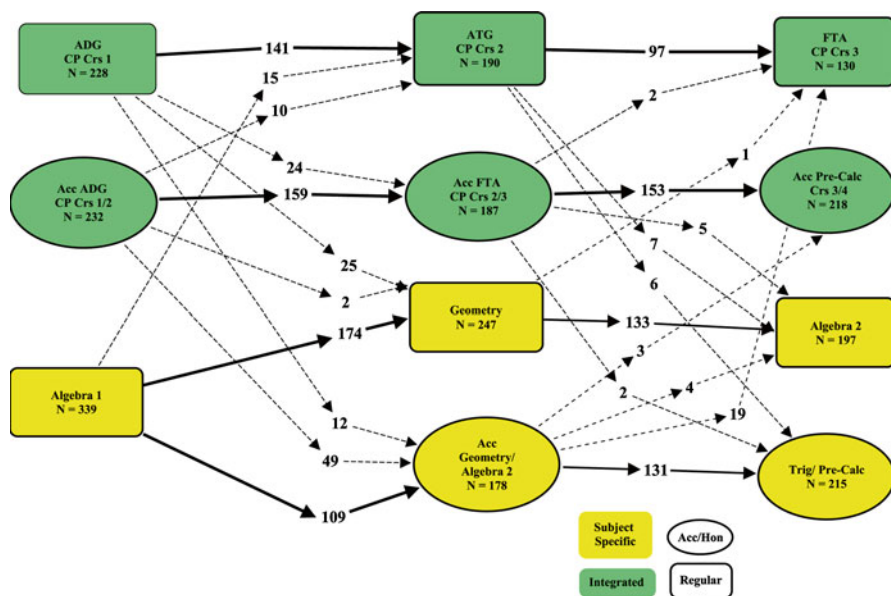 ADG
CP Crs 1
N = 228
141
ATG
CP Crs 2
N = 190
97
FTA
CP Crs 3
N = 130
15
10
2
1
24
Acc ADG
CP Crs 1/2
N = 232
159
Acc FTA
CP Crs 2/3
N = 187
153
Acc Pre-Calc
Crs 3/4
N = 218
5
7
25
6
2
Geometry
N = 247
133
Algebra 2
N = 197
174
3
Algebra 1
N = 339
2
4
19
12
49
Acc
Geometry/
Algebra 2
N = 178
131
Trig/ Pre-Calc
N = 215
109
Subject
Specific
Acc/Hon
Integrated
Regular